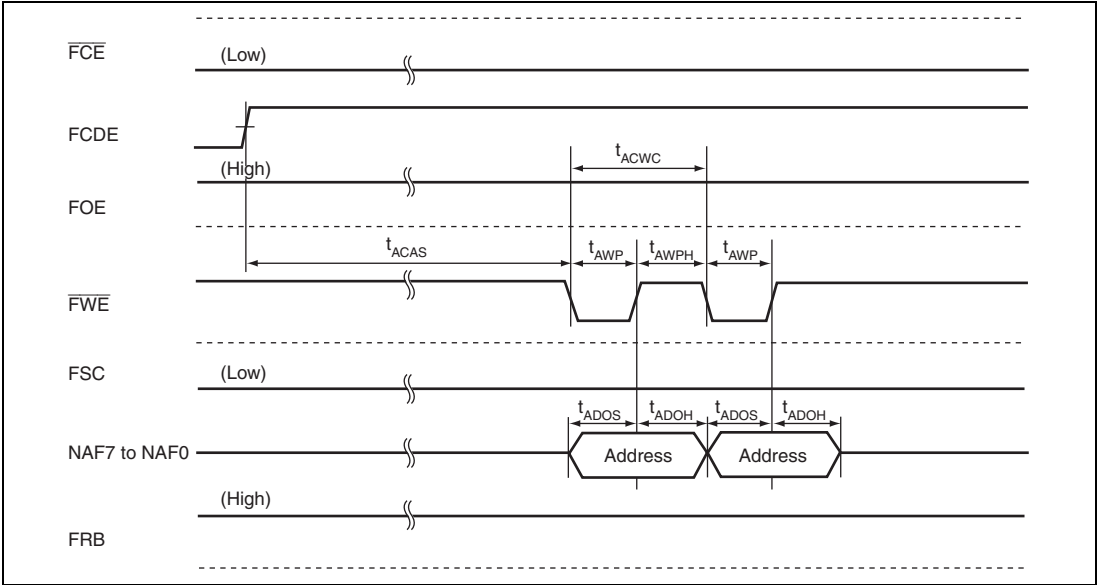 FCE (Low)
FCDE
(High)
tACWC
FOE
tACAS tAWP tAWPH tAWP
FWE
FSC (Low)
tADOS tADOH tADOS tADOH
NAF7 to NAF0 Address Address
(High)
FRB